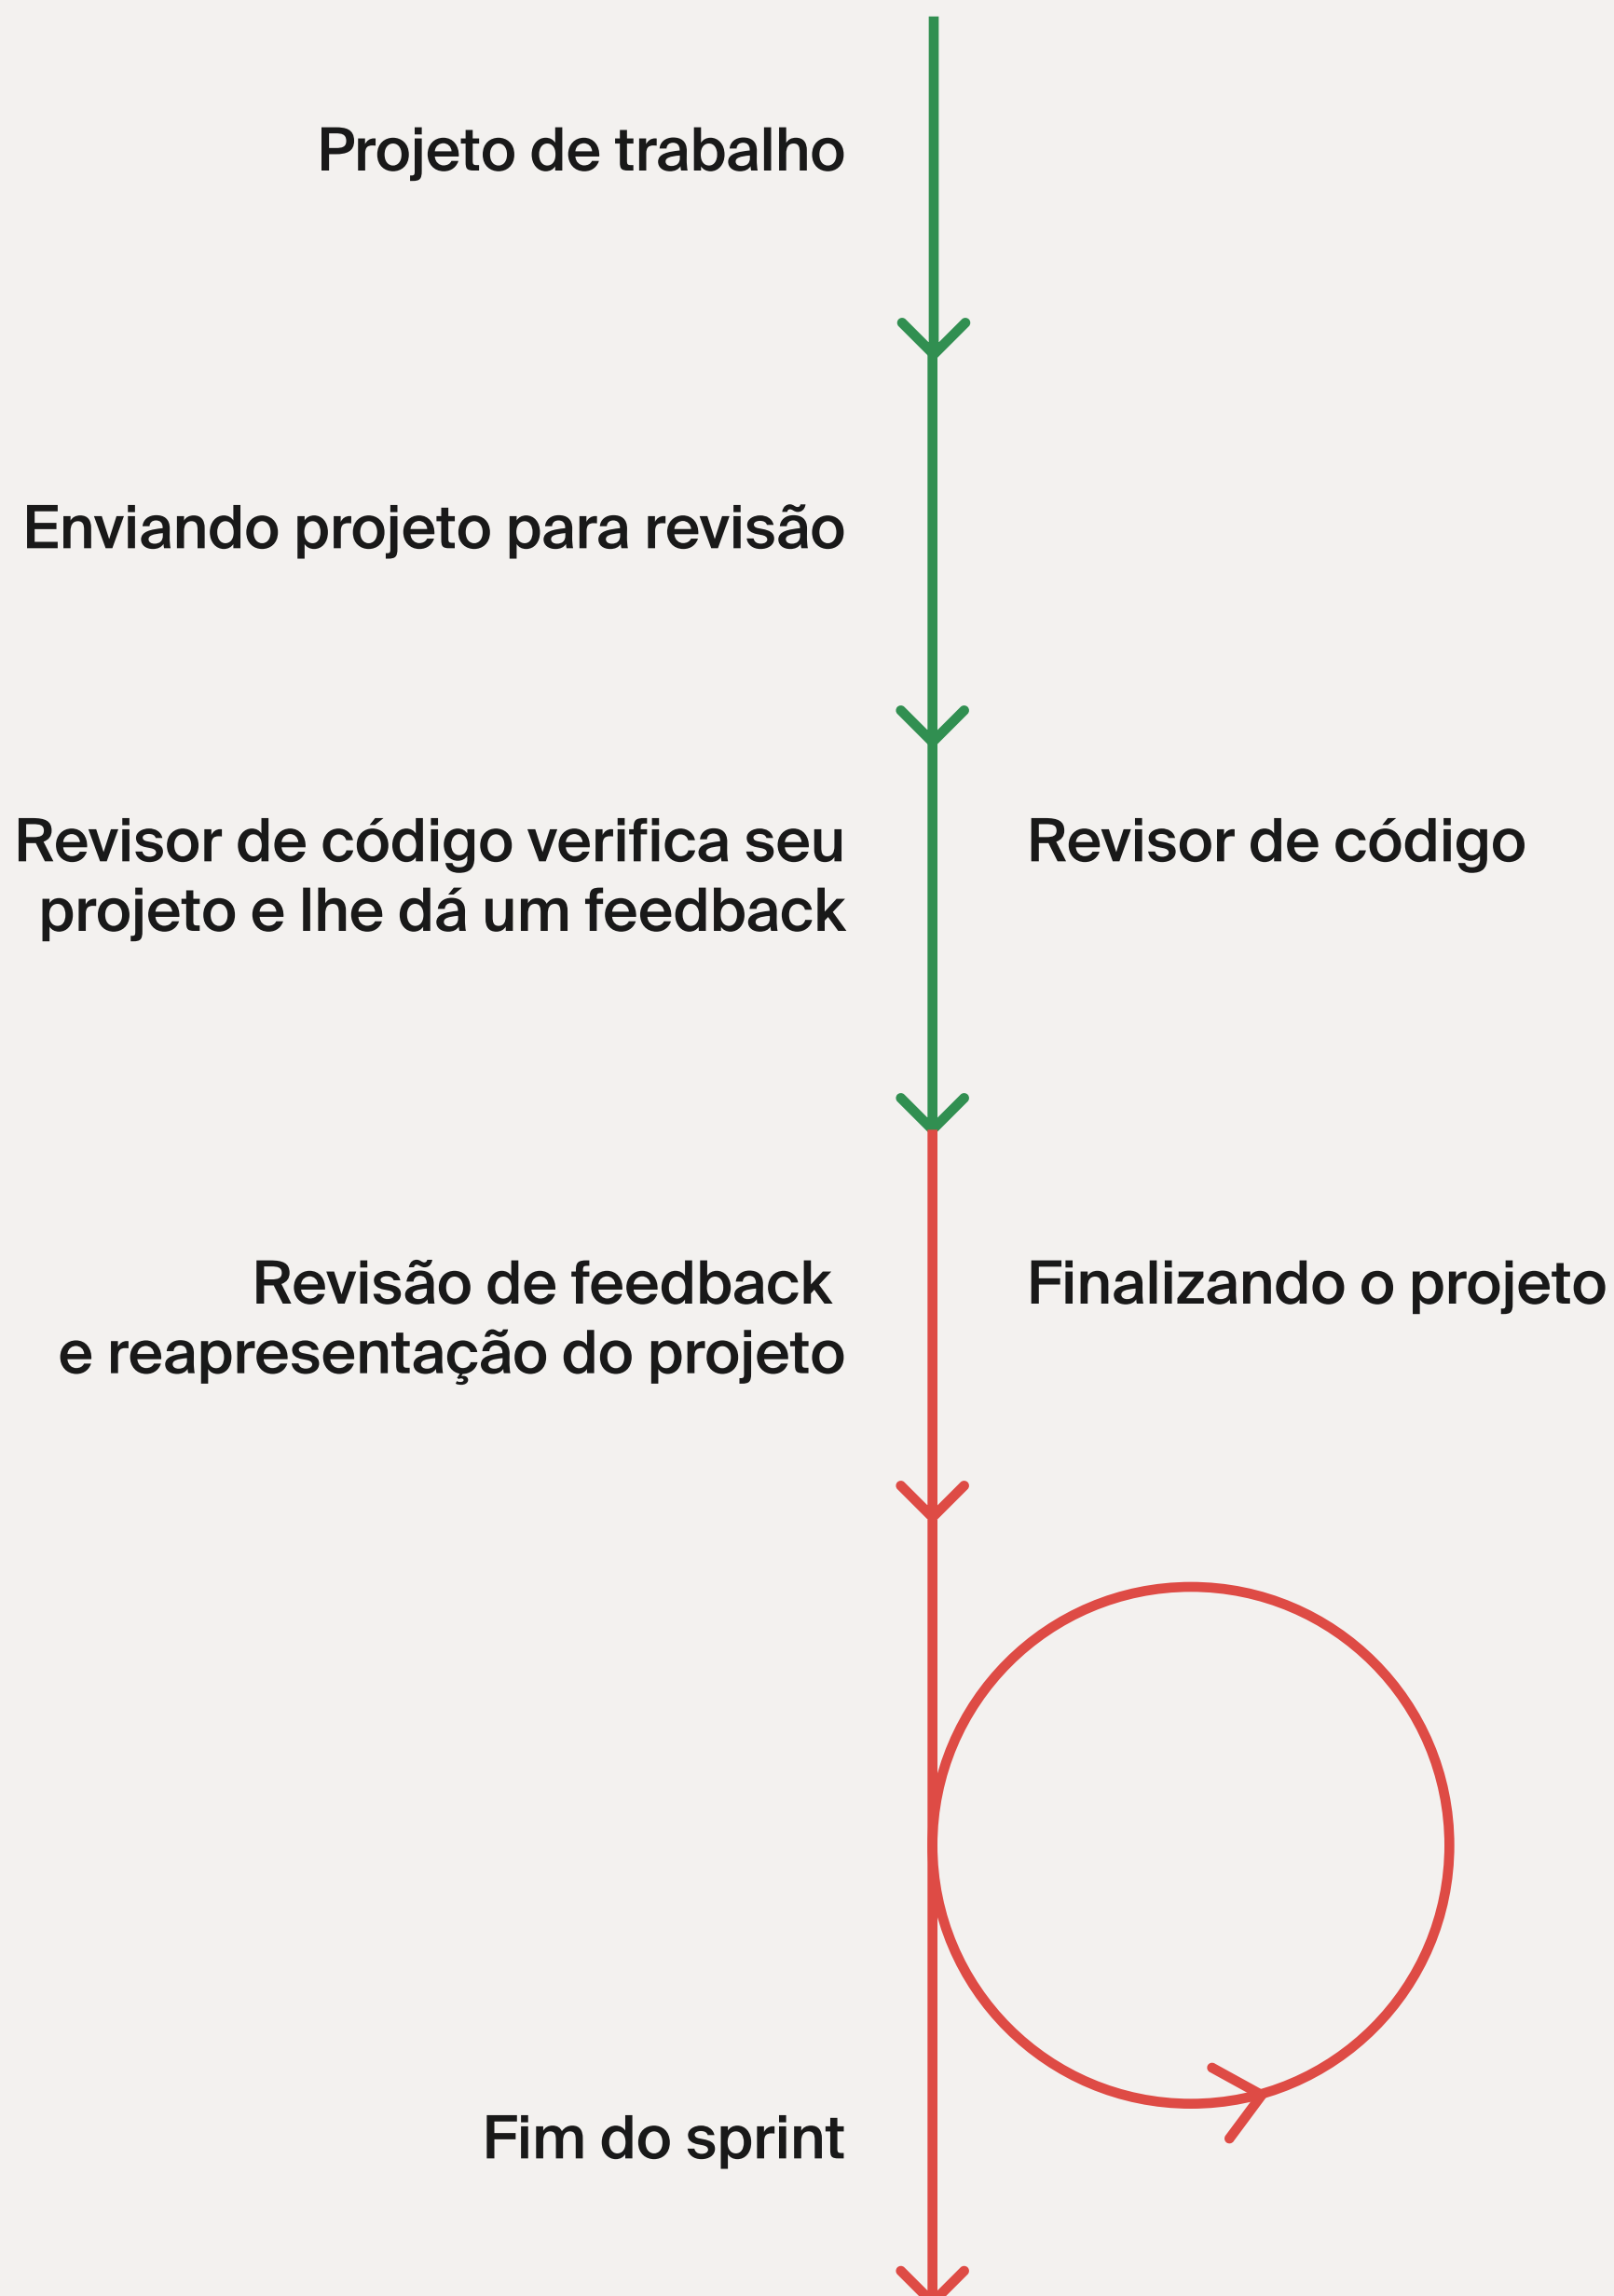 Projeto de trabalho
Enviando projeto para revisão
Revisor de código verifica seu
projeto e lhe dá um feedback
Revisor de código
Revisão de feedback
e reapresentação do projeto
Finalizando o projeto
Fim do sprint